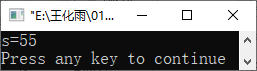 "E:\王化雨\01...
s=55
Press any key to continue